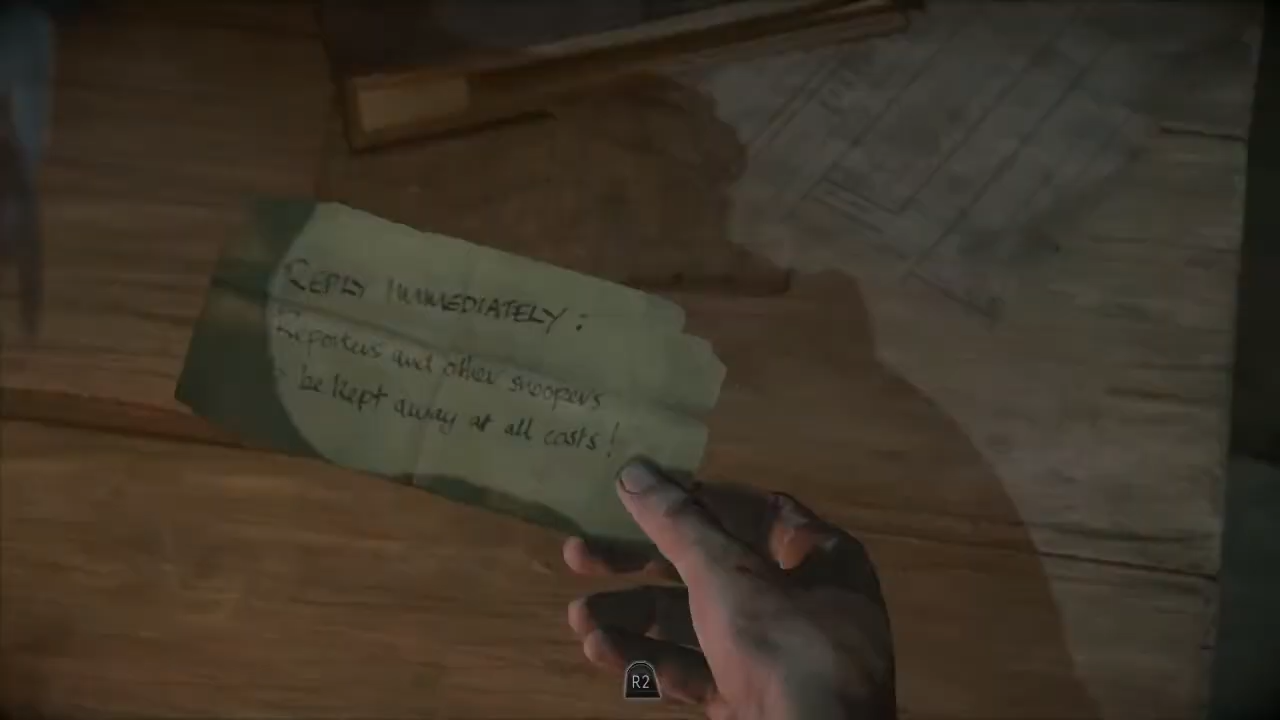 REPLY IMMEDIATELY:
Reporters and other snoopers
be kept away at all costs!
R2